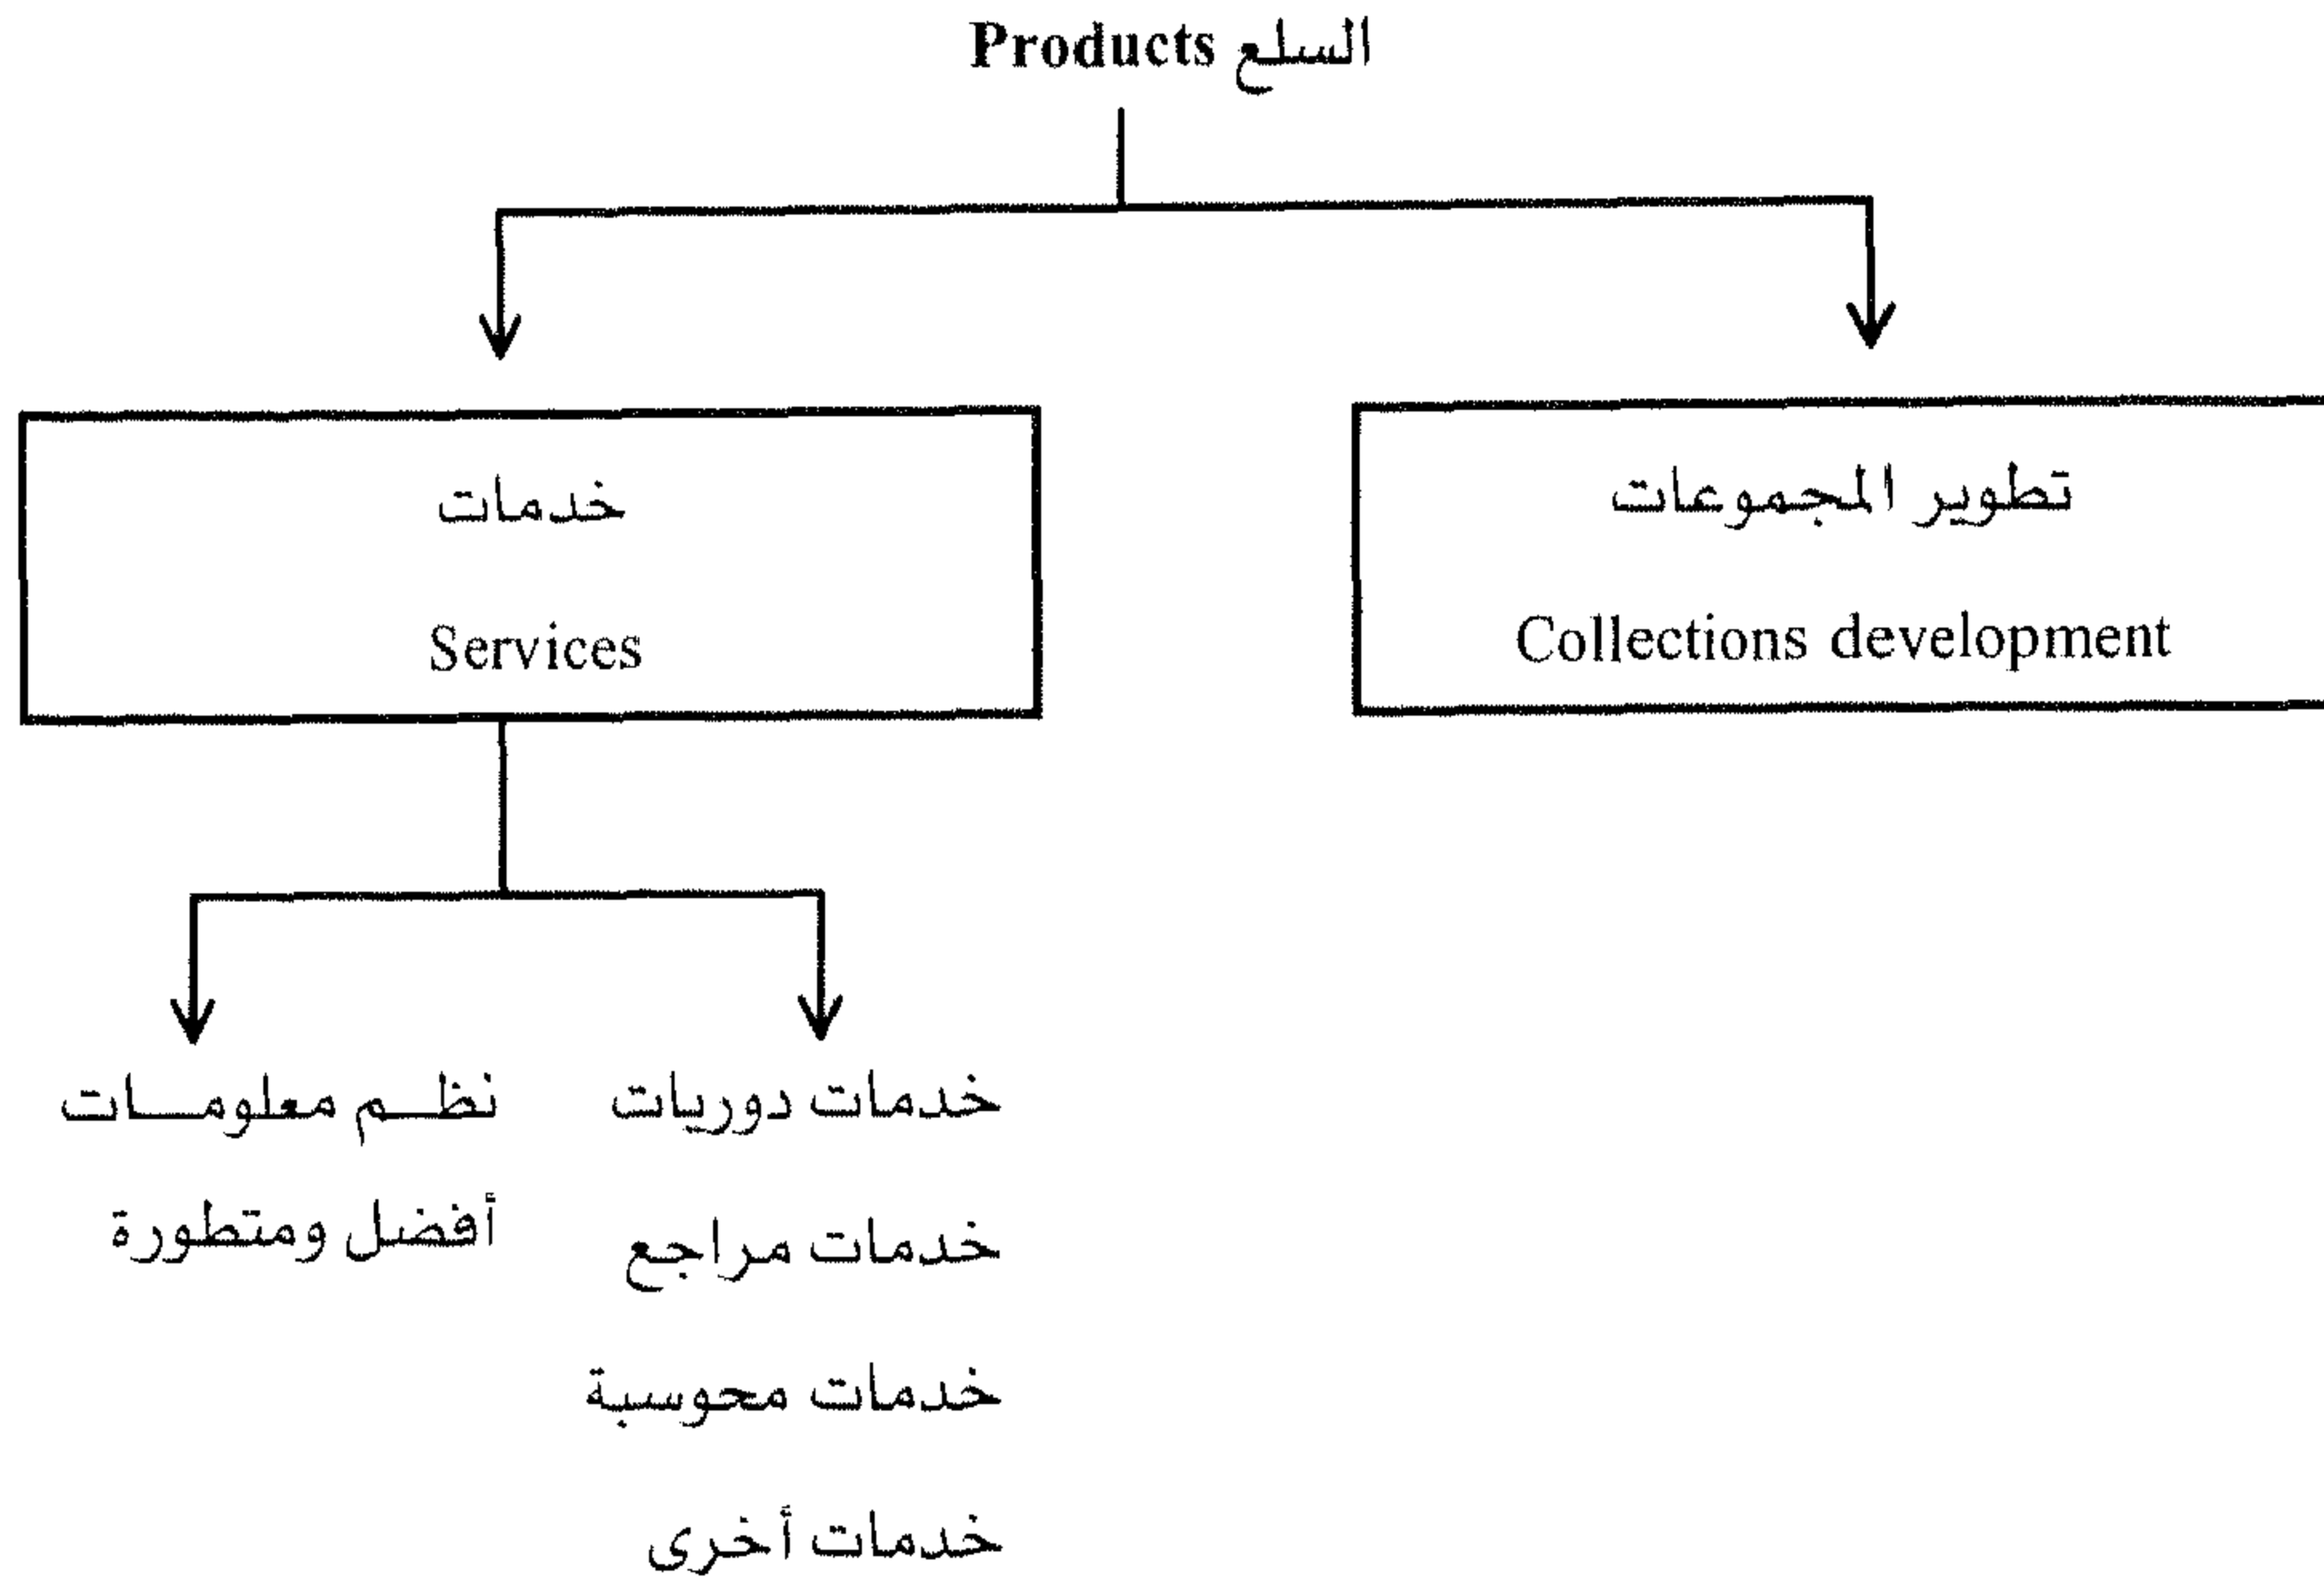 السلع Products
تطوير المجموعات
Collections development
خدمات
Services
خدمات دوريات
خدمات مراجع
خدمات محوسبة
خدمات أخرى
نظم معلومات
أفضل ومتطورة